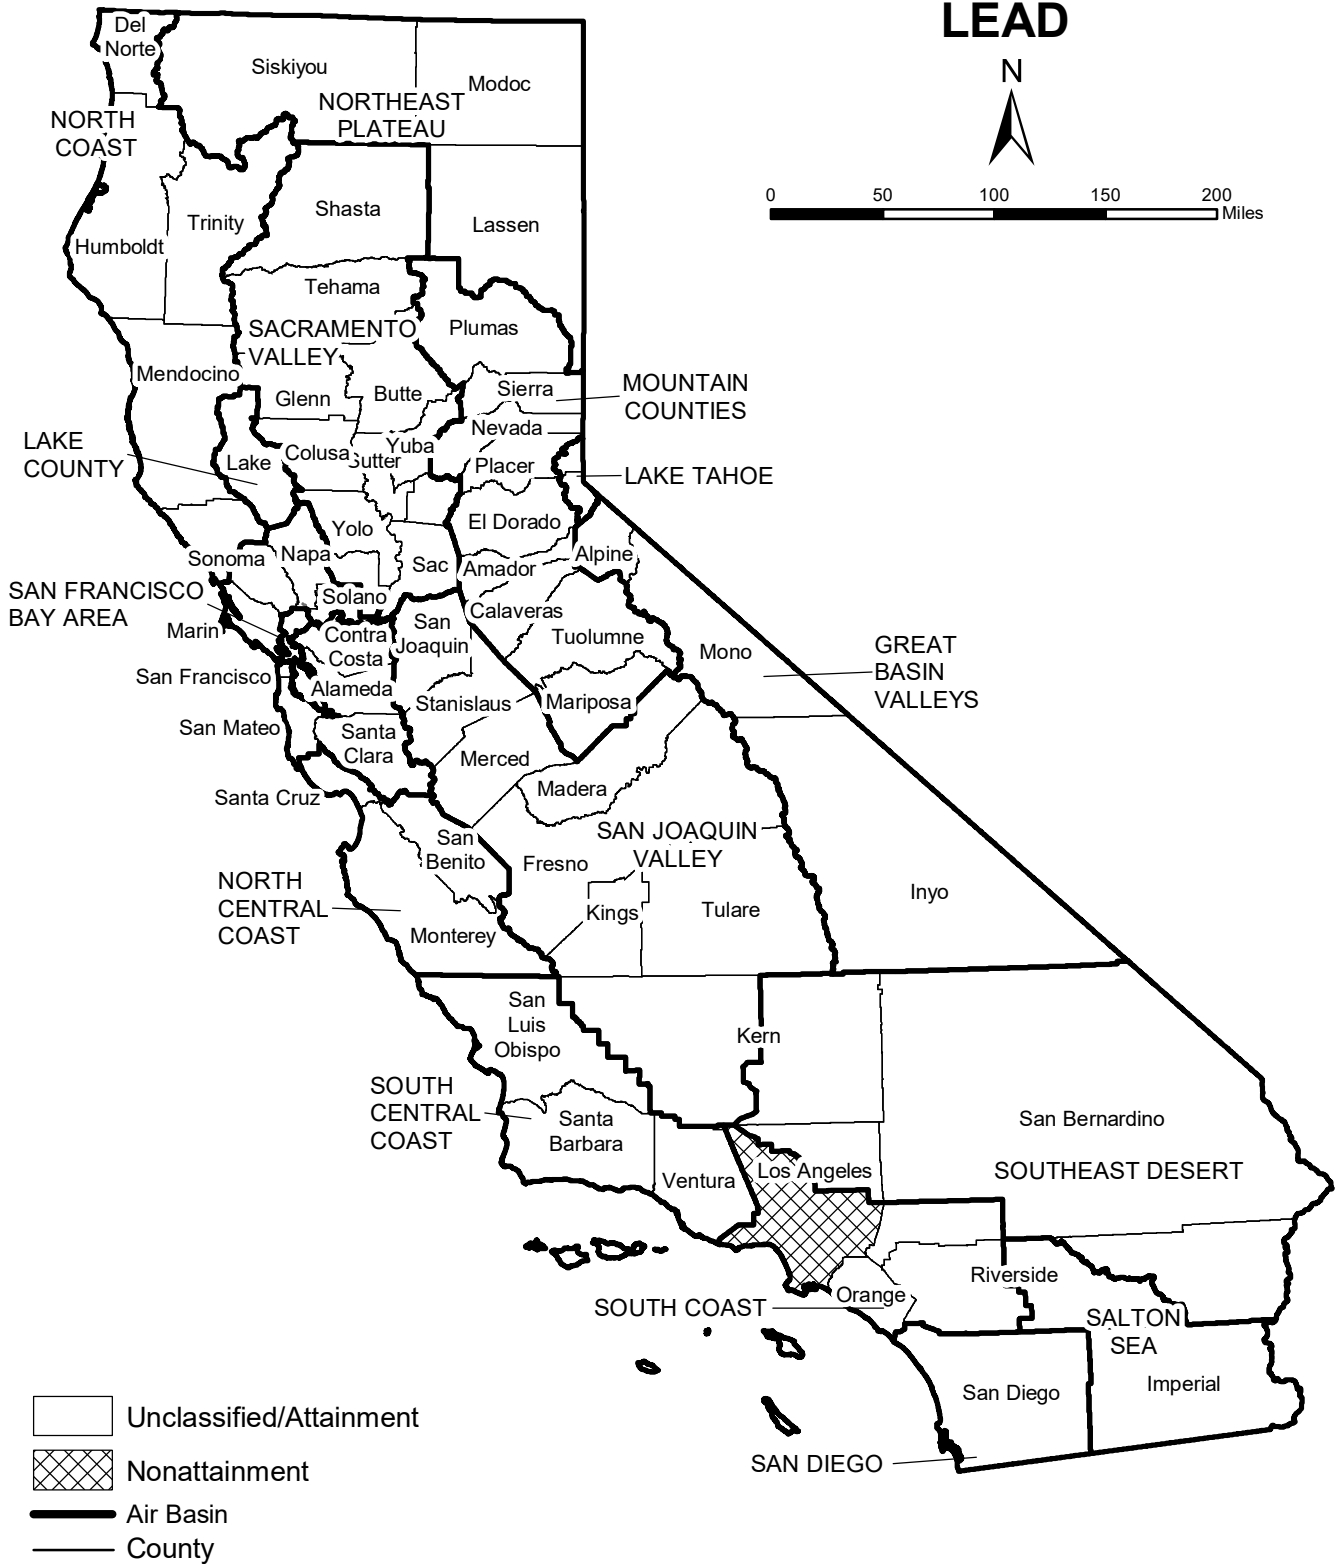 LEAD
N
0 50 100 150 200
Miles
Del
Norte
Siskiyou
Modoc
NORTHEAST
PLATEAU
NORTH
COAST
Shasta
Trinity
Lassen
Humboldt
Tehama
SACRAMENTO
VALLEY
Plumas
Mendocino
Glenn
Butte
Sierra
MOUNTAIN
COUNTIES
Nevada
LAKE
COUNTY
Lake
Colusa
Sutter
Yuba
Placer
LAKE TAHOE
Yolo
El Dorado
Sonoma
Napa
Sac
Amador
Alpine
SAN FRANCISCO
BAY AREA
Solano
Calaveras
Marin
Contra
Costa
San
Joaquin
Tuolumne
Mono
GREAT
BASIN
VALLEYS
San Francisco
Alameda
Stanislaus
Mariposa
San Mateo
Santa
Clara
Merced
Madera
Santa Cruz
San
Benito
SAN JOAQUIN
VALLEY
Fresno
NORTH
CENTRAL
COAST
Kings
Tulare
Inyo
Monterey
San
Luis
Obispo
Kern
SOUTH
CENTRAL
COAST
Santa
Barbara
San Bernardino
Ventura
Los Angeles
SOUTHEAST DESERT
Riverside
Orange
SOUTH COAST
SALTON
SEA
San Diego
Imperial
SAN DIEGO
Unclassified/Attainment
Nonattainment
Air Basin
County